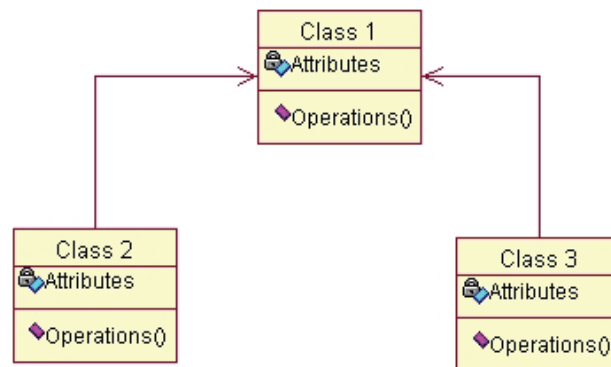 Class 1
Attributes
Operations()
Class 2
Attributes
Operations()
Class 3
Attributes
Operations()